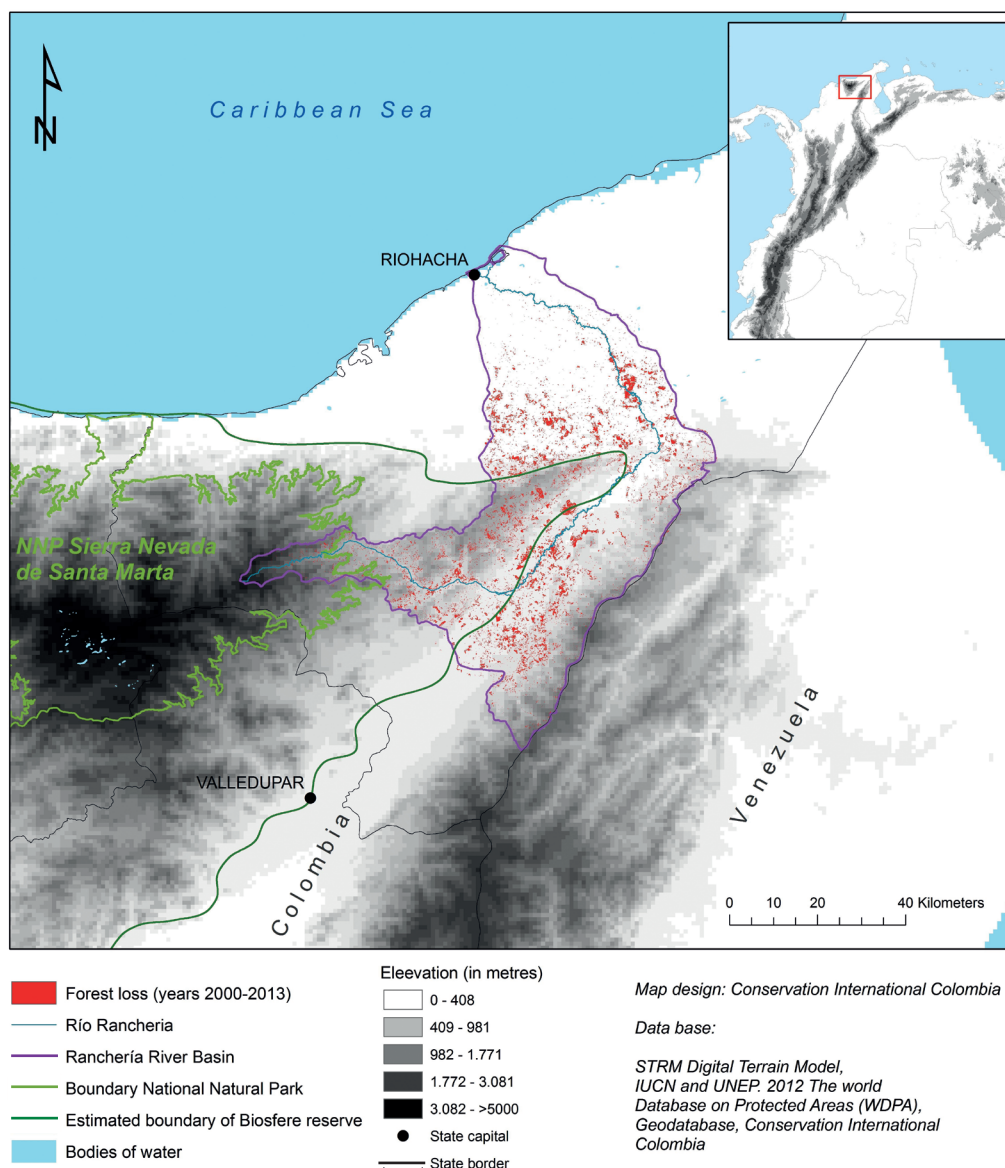 N
Caribbean Sea
RIOHACHA
NNP Sierra Nevada
de Santa Marta
VALLEDUPAR
Colombia
Venezuela
0 10 20 40 Kilometers
Forest loss (years 2000-2013)
Río Rancheria
Ranchería River Basin
Boundary National Natural Park
Estimated boundary of Biosfere reserve
Bodies of water
Eleevation (in metres)
0 - 408
409 - 981
982 - 1.771
1.772 - 3.081
3.082 - >5000
State capital
State border
Map design: Conservation International Colombia
Data base:
STRM Digital Terrain Model,
IUCN and UNEP. 2012 The world
Database on Protected Areas (WDPA),
Geodatabase, Conservation International
Colombia